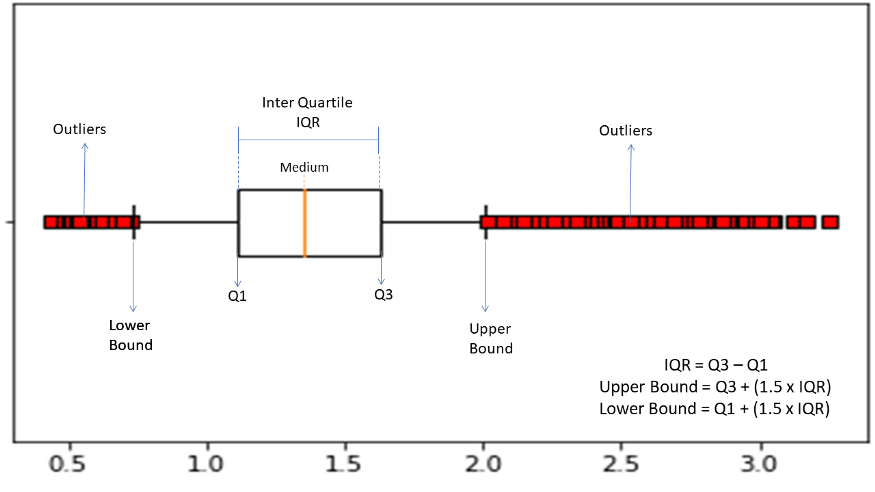 Inter Quartile
IQR
Outliers
Outliers
Medium
Q1
Q3
Lower
Bound
Upper
Bound
IQR = Q3 – Q1
Upper Bound = Q3 + (1.5 x IQR)
Lower Bound = Q1 + (1.5 x IQR)
0.5 1.0 1.5 2.0 2.5 3.0